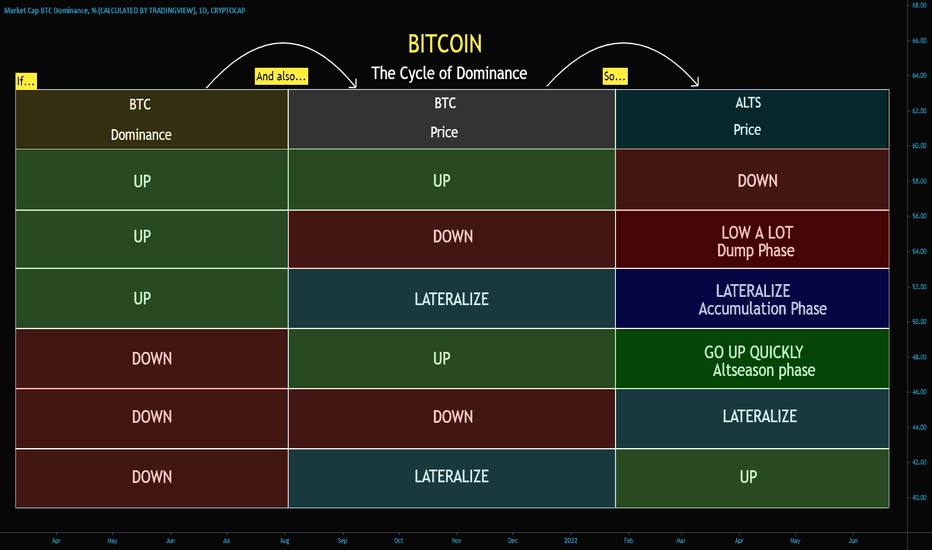 Market Cap BTC Dominance, % (CALCULATED BY TRADINGVIEW), 1D, CRYPTOCAP
BITCOIN
The Cycle of Dominance
If...
And also...
So...
BTC
Dominance
BTC
Price
ALTS
Price
UP
UP
DOWN
UP
DOWN
LOW A LOT
Dump Phase
UP
LATERALIZE
LATERALIZE
Accumulation Phase
DOWN
UP
GO UP QUICKLY
Altseason phase
DOWN
DOWN
LATERALIZE
DOWN
LATERALIZE
UP
68.00
66.00
64.00
62.00
60.00
58.00
56.00
54.00
52.00
50.00
48.00
46.00
44.00
42.00
40.00
Apr
May
Jun
Jul
Aug
Sep
Oct
Nov
Dec
2022
Feb
Mar
Apr
May
Jun